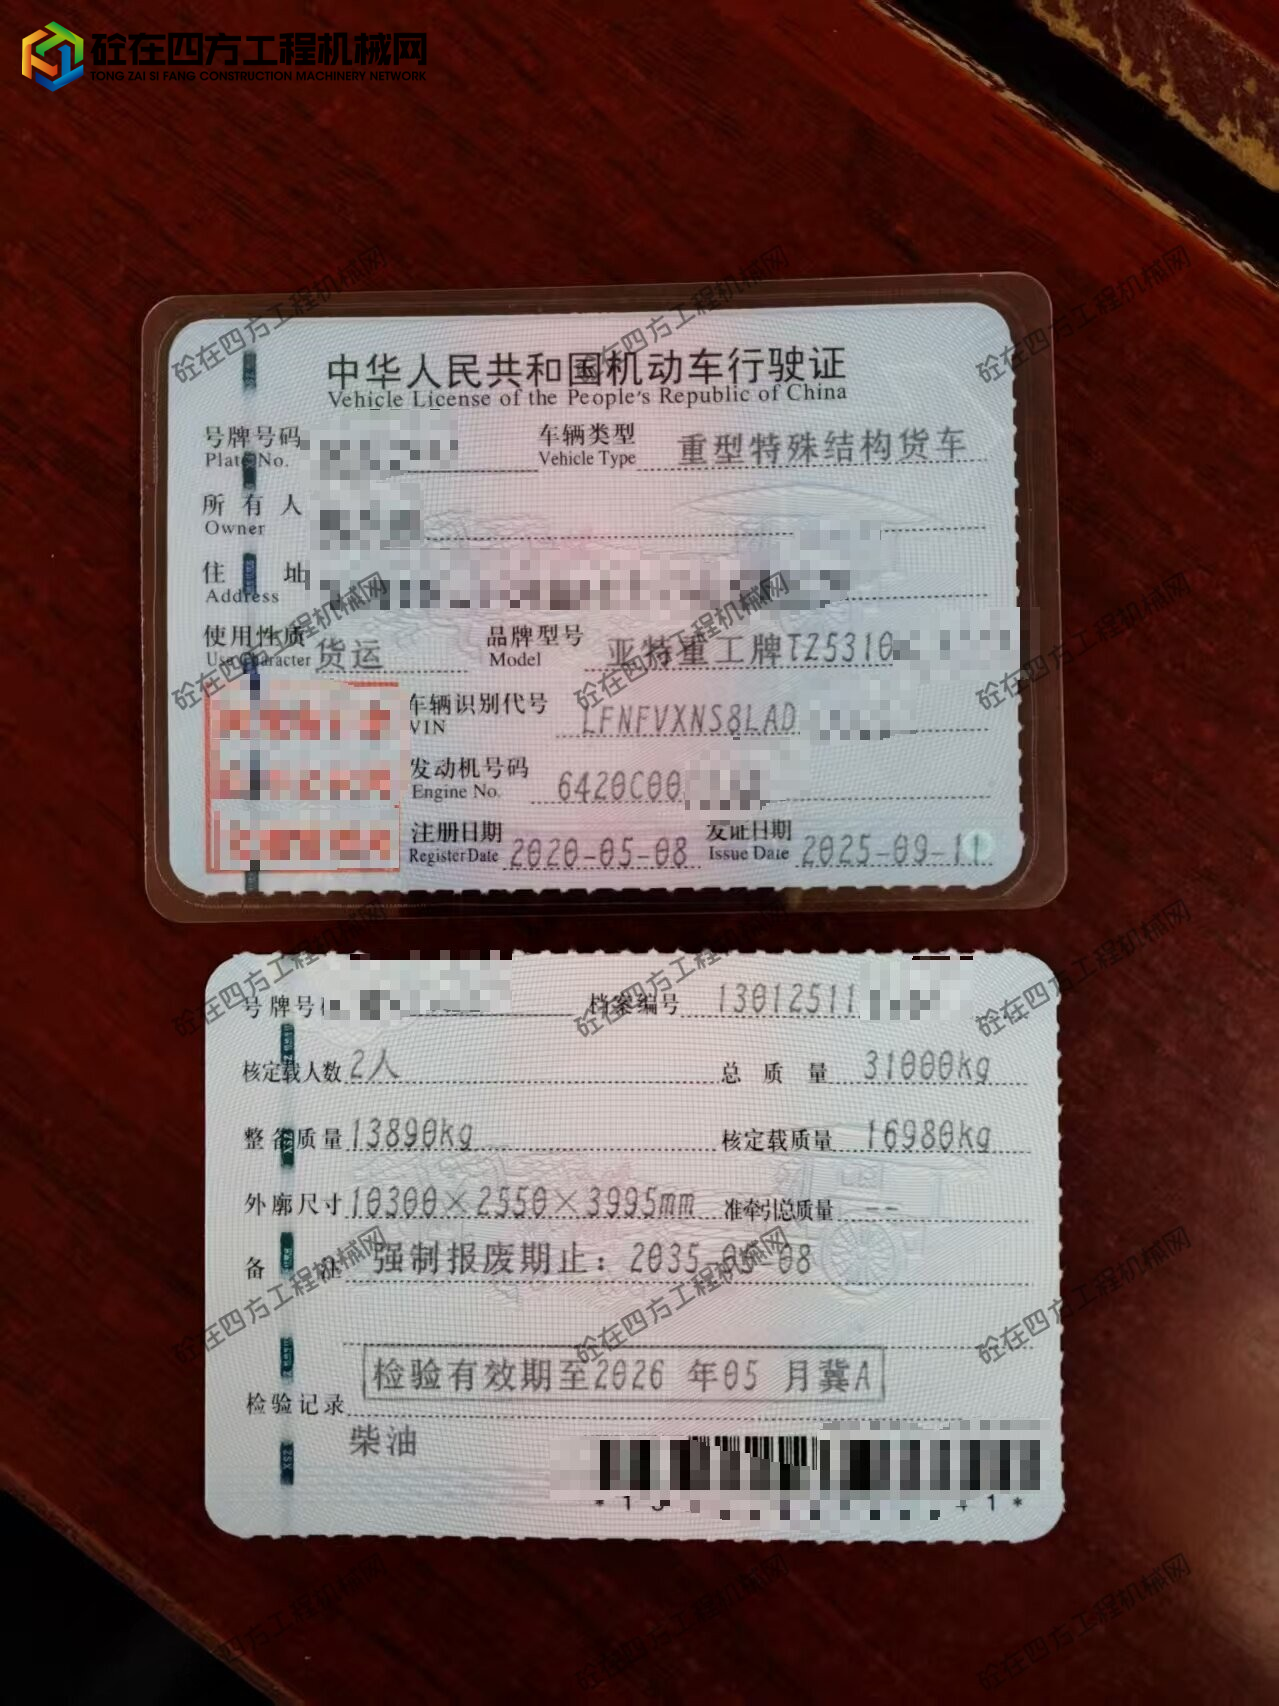 砼在四方工程机械网
TONG ZAI SI FANG CONSTRUCTION MACHINERY NETWORK
中华人民共和国机动车行驶证
Vehicle License of the People's Republic of China
号牌号码 车辆类型 重型特殊结构货车
Plate No. Vehicle Type
所有人
Owner
住址
Address
使用性质 货运 品牌型号 亚特重工牌TZ5310
Use Character Model
车辆识别代号 LFNFVXNS8LAD
VIN
发动机号码 6420C00
Engine No.
注册日期 2020-05-08 发证日期 2025-09-11
Register Date Issue Date
号牌号 档案编号 13012511
核定载人数 2人 总质量 31000kg
整备质量 13890kg 核定载质量 16980kg
外廓尺寸 10300×2550×3995mm 准牵引总质量 --
备注 强制报废期止：2035-05-08
检验有效期至2026 年05 月冀A
检验记录
柴油